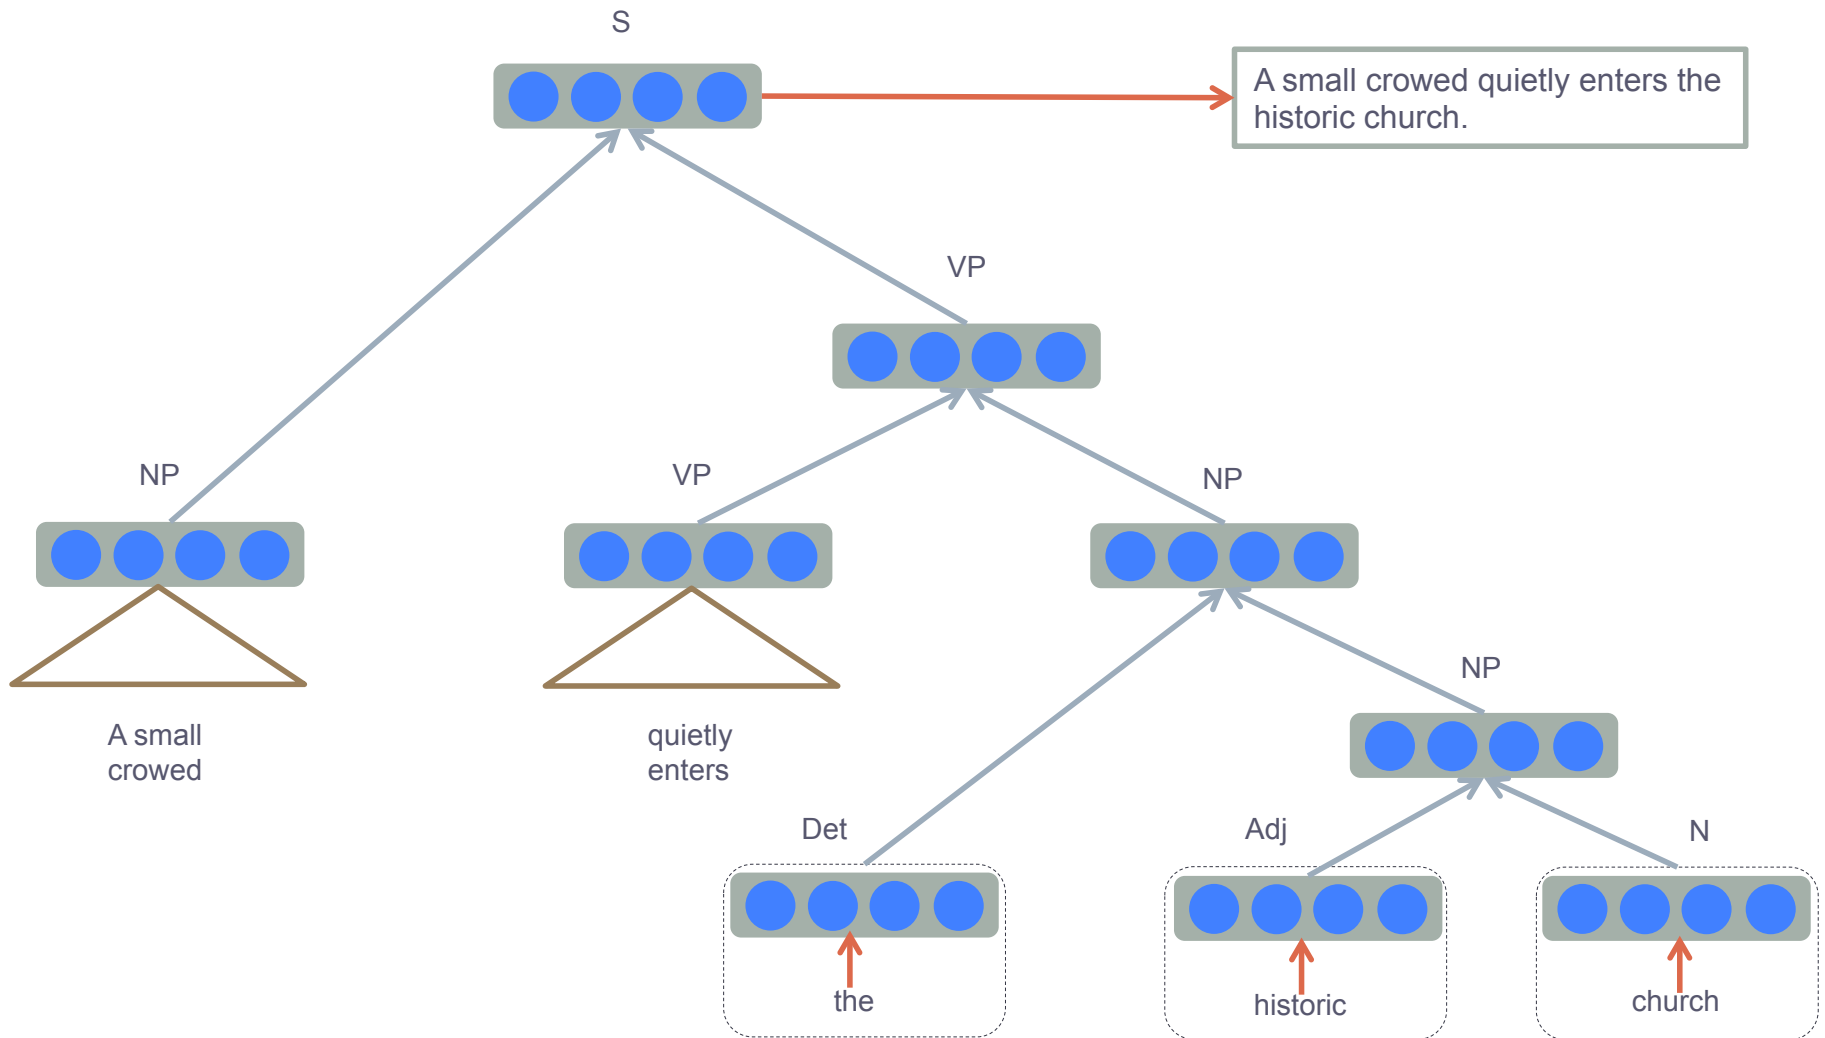 S
A small crowed quietly enters the
historic church.
VP
NP
VP
NP
NP
A small
crowed
quietly
enters
Det
Adj
N
the
historic
church